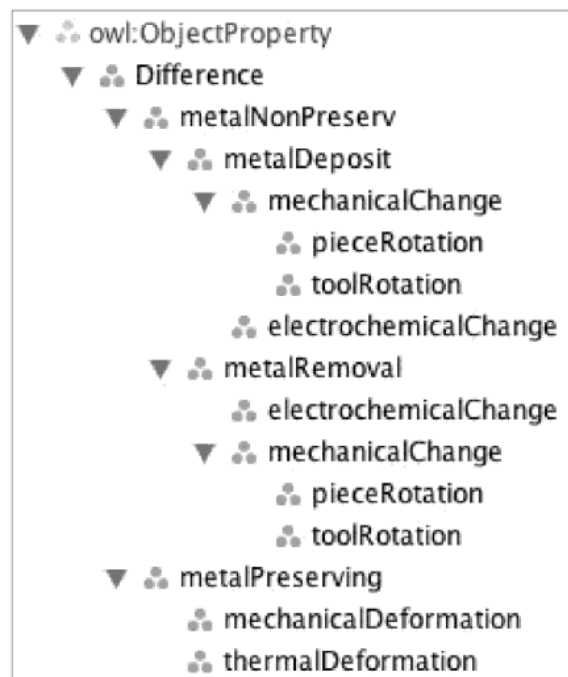 owl:ObjectProperty
Difference
metalNonPreserv
metalDeposit
mechanicalChange
pieceRotation
toolRotation
electrochemicalChange
metalRemoval
electrochemicalChange
mechanicalChange
pieceRotation
toolRotation
metalPreserving
mechanicalDeformation
thermalDeformation